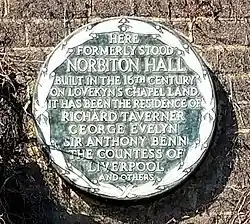 HERE
FORMERLY STOOD
NORBITON HALL
BUILT IN THE 16TH CENTURY
ON LOVEKYN'S CHAPEL LAND
IT HAS BEEN THE RESIDENCE OF
RICHARD TAVERNER
GEORGE EVELYN
SIR ANTHONY BENN
THE COUNTESS OF
LIVERPOOL
AND OTHERS